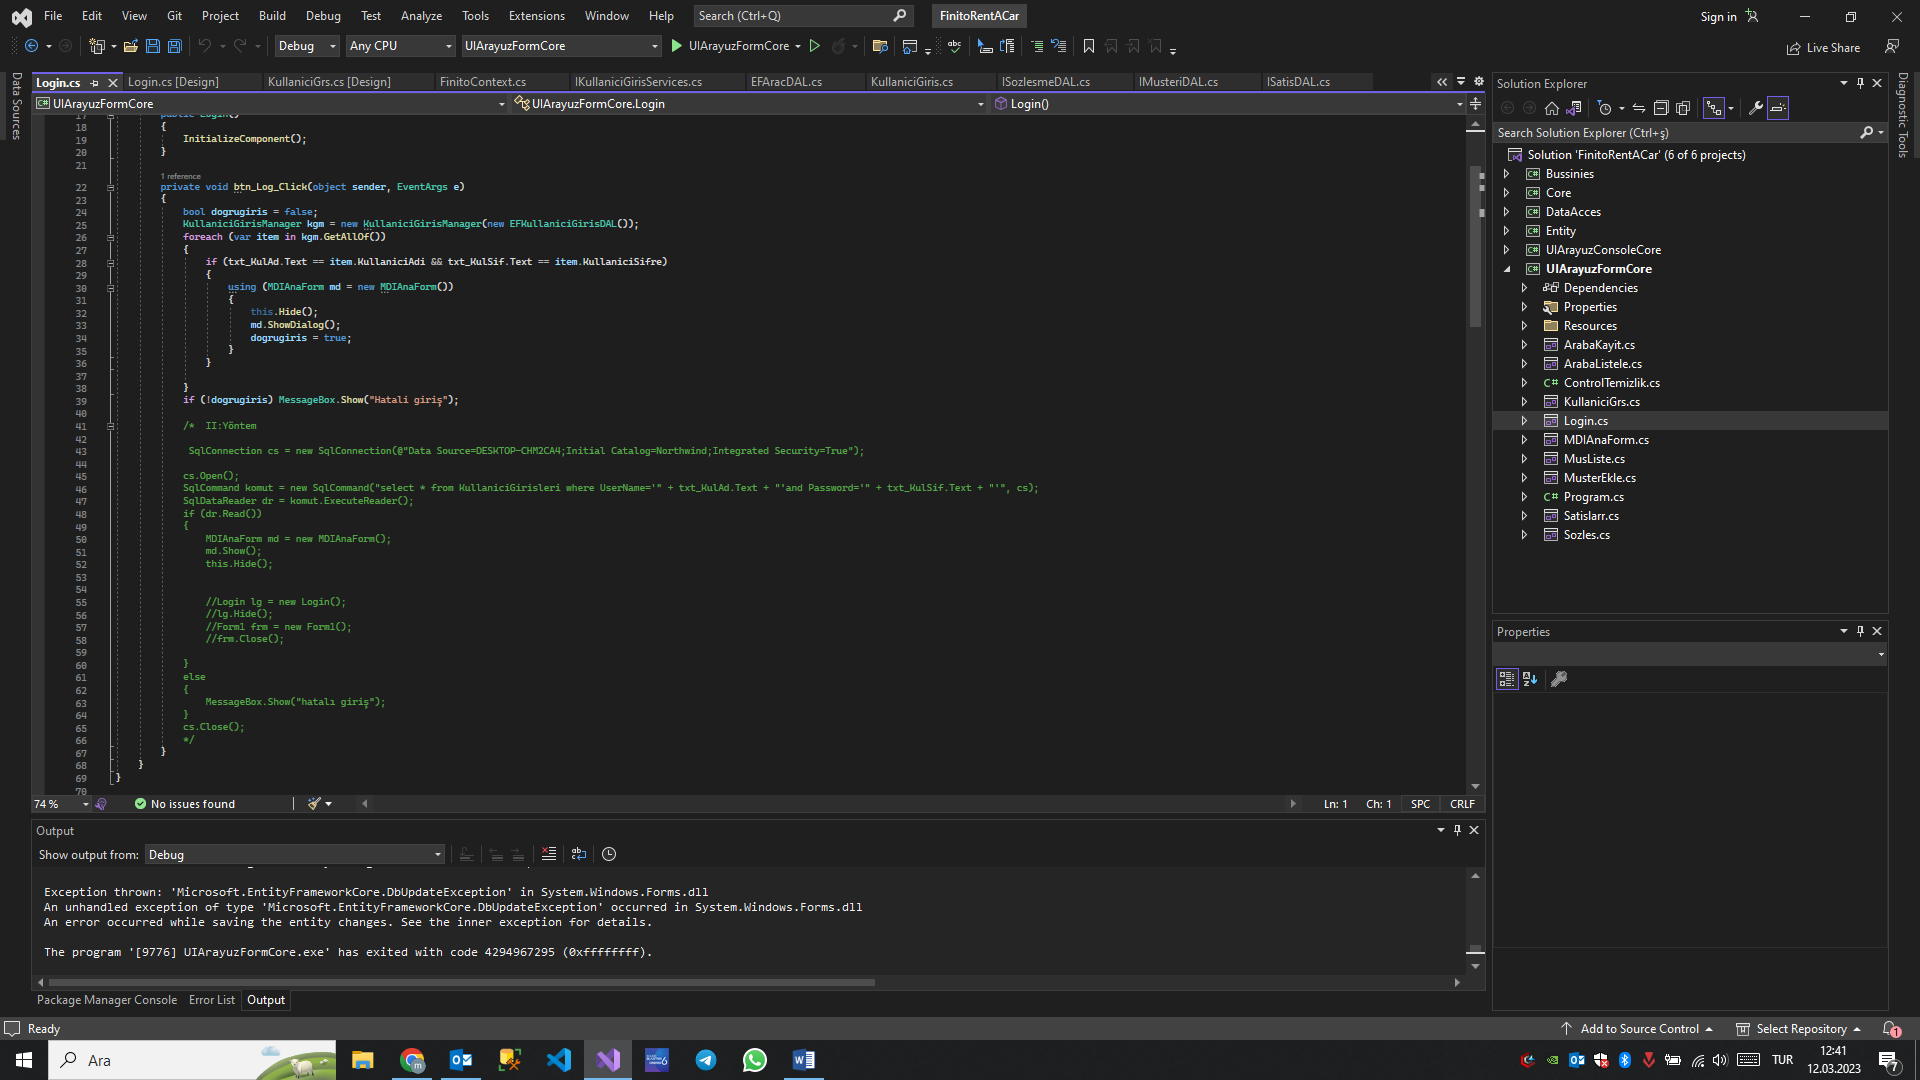 File Edit View Git Project Build Debug Test Analyze Tools Extensions Window Help Search (Ctrl+Q) FinitoRentACar Sign in
Debug Any CPU UIArayuzFormCore UIArayuzFormCore Live Share
Data Sources
Login.cs Login.cs [Design] KullaniciGrs.cs [Design] FinitoContext.cs IKullaniciGirisServices.cs EFAracDAL.cs KullaniciGiris.cs ISozlesmeDAL.cs IMusteriDAL.cs ISatisDAL.cs
UIArayuzFormCore UIArayuzFormCore.Login Login()
17 public Login()
18 {
19 InitializeComponent();
20 }
21
1 reference
22 private void btn_Log_Click(object sender, EventArgs e)
23 {
24 bool dogrugiris = false;
25 KullaniciGirisManager kgm = new KullaniciGirisManager(new EFKullaniciGirisDAL());
26 foreach (var item in kgm.GetAllOf())
27 {
28 if (txt_KulAd.Text == item.KullaniciAdi && txt_KulSif.Text == item.KullaniciSifre)
29 {
30 using (MDIAnaForm md = new MDIAnaForm())
31 {
32 this.Hide();
33 md.ShowDialog();
34 dogrugiris = true;
35 }
36 }
37
38 }
39 if (!dogrugiris) MessageBox.Show("Hatali giriş");
40
41 /* II:Yöntem
42
43 SqlConnection cs = new SqlConnection(@"Data Source=DESKTOP-CHM2CA4;Initial Catalog=Northwind;Integrated Security=True");
44
45 cs.Open();
46 SqlCommand komut = new SqlCommand("select * from KullaniciGirisleri where UserName='" + txt_KulAd.Text + "'and Password='" + txt_KulSif.Text + "'", cs);
47 SqlDataReader dr = komut.ExecuteReader();
48 if (dr.Read())
49 {
50 MDIAnaForm md = new MDIAnaForm();
51 md.Show();
52 this.Hide();
53
54
55 //Login lg = new Login();
56 //lg.Hide();
57 //Form1 frm = new Form1();
58 //frm.Close();
59
60 }
61 else
62 {
63 MessageBox.Show("hatalı giriş");
64 }
65 cs.Close();
66 */
67 }
68 }
69 }
70
74 % No issues found Ln: 1 Ch: 1 SPC CRLF
Output
Show output from: Debug
Exception thrown: 'Microsoft.EntityFrameworkCore.DbUpdateException' in System.Windows.Forms.dll
An unhandled exception of type 'Microsoft.EntityFrameworkCore.DbUpdateException' occurred in System.Windows.Forms.dll
An error occurred while saving the entity changes. See the inner exception for details.
The program '[9776] UIArayuzFormCore.exe' has exited with code 4294967295 (0xffffffff).
Package Manager Console Error List Output
Solution Explorer
Search Solution Explorer (Ctrl+ş)
Solution 'FinitoRentACar' (6 of 6 projects)
Bussinies
Core
DataAcces
Entity
UIArayuzConsoleCore
UIArayuzFormCore
Dependencies
Properties
Resources
ArabaKayit.cs
ArabaListele.cs
ControlTemizlik.cs
KullaniciGrs.cs
Login.cs
MDIAnaForm.cs
MusListe.cs
MusterEkle.cs
Program.cs
Satislarr.cs
Sozles.cs
Diagnostic Tools
Properties
Ready Add to Source Control Select Repository 1
Ara TUR 12:41
12.03.2023 7